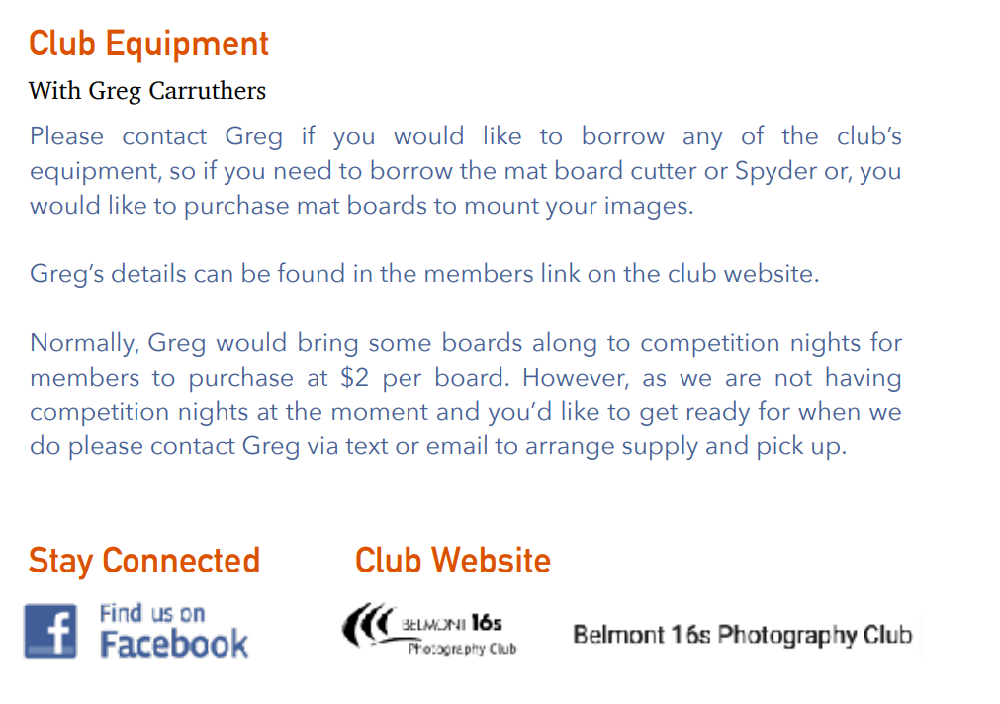 Club Equipment
With Greg Carruthers
Please contact Greg if you would like to borrow any of the club’s
equipment, so if you need to borrow the mat board cutter or Spyder or, you
would like to purchase mat boards to mount your images.
Greg’s details can be found in the members link on the club website.
Normally, Greg would bring some boards along to competition nights for
members to purchase at $2 per board. However, as we are not having
competition nights at the moment and you’d like to get ready for when we
do please contact Greg via text or email to arrange supply and pick up.
Stay Connected
Club Website
f
Find us on
Facebook
BELMONT 16s
Photography Club
Belmont 16s Photography Club